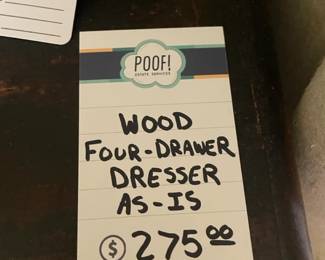 POOF!
ESTATE SERVICES
WOOD
FOUR-DRAWER
DRESSER
AS-IS
$ 275.00